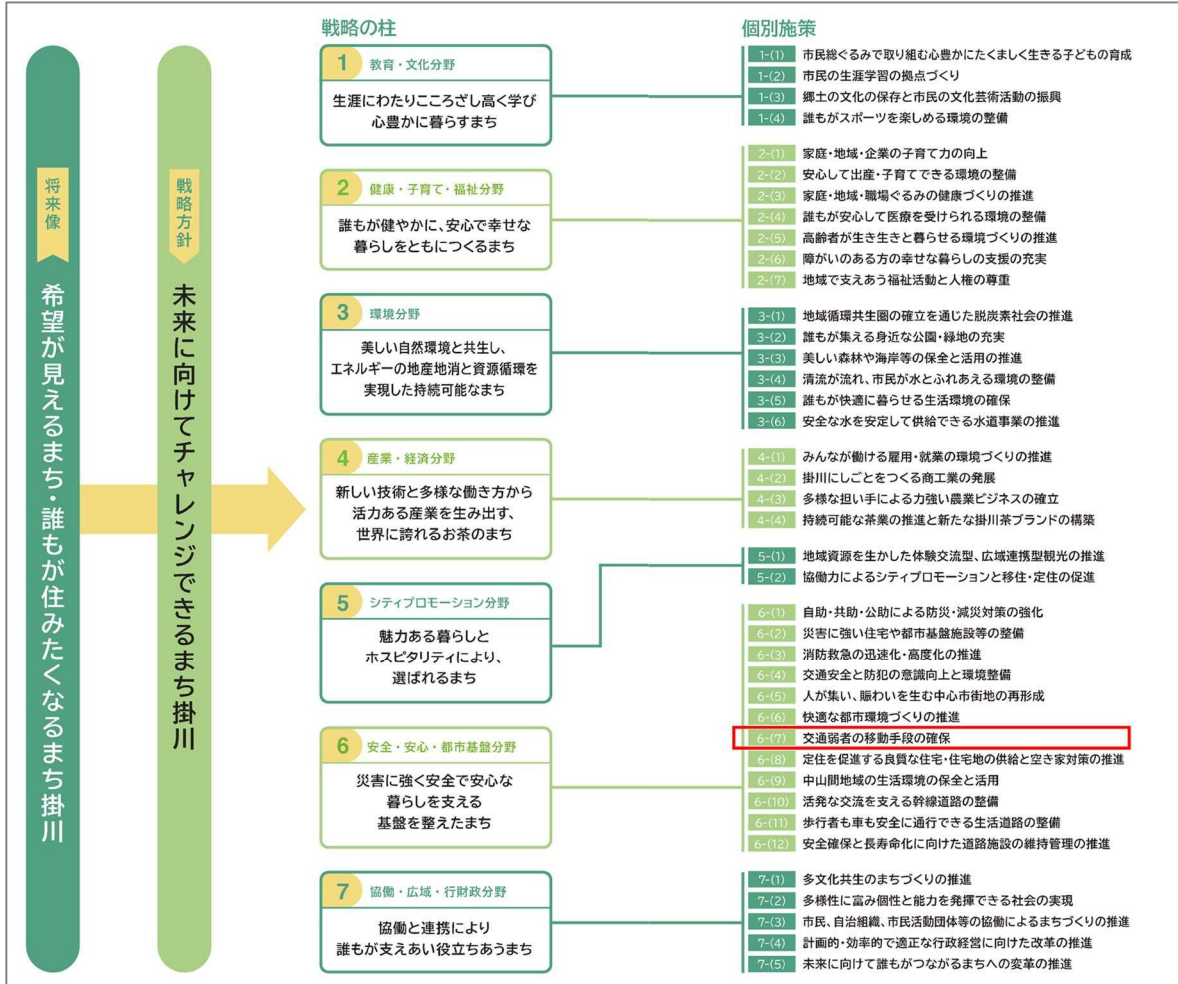 将来像
希望が見えるまち・誰もが住みたくなるまち掛川
戦略方針
未来に向けてチャレンジできるまち掛川
戦略の柱
1 教育・文化分野
生涯にわたりこころざし高く学び
心豊かに暮らすまち
2 健康・子育て・福祉分野
誰もが健やかに、安心で幸せな
暮らしをともにつくるまち
3 環境分野
美しい自然環境と共生し、
エネルギーの地産地消と資源循環を
実現した持続可能なまち
4 産業・経済分野
新しい技術と多様な働き方から
活力ある産業を生み出す、
世界に誇れるお茶のまち
5 シティプロモーション分野
魅力ある暮らしと
ホスピタリティにより、
選ばれるまち
6 安全・安心・都市基盤分野
災害に強く安全で安心な
暮らしを支える
基盤を整えたまち
7 協働・広域・行財政分野
協働と連携により
誰もが支えあい役立ちあうまち
個別施策
1-(1) 市民総ぐるみで取り組む心豊かにたくましく生きる子どもの育成
1-(2) 市民の生涯学習の拠点づくり
1-(3) 郷土の文化の保存と市民の文化芸術活動の振興
1-(4) 誰もがスポーツを楽しめる環境の整備
2-(1) 家庭・地域・企業の子育て力の向上
2-(2) 安心して出産・子育てできる環境の整備
2-(3) 家庭・地域・職場ぐるみの健康づくりの推進
2-(4) 誰もが安心して医療を受けられる環境の整備
2-(5) 高齢者が生き生きと暮らせる環境づくりの推進
2-(6) 障がいのある方の幸せな暮らしの支援の充実
2-(7) 地域で支えあう福祉活動と人権の尊重
3-(1) 地域循環共生圏の確立を通じた脱炭素社会の推進
3-(2) 誰もが集える身近な公園・緑地の充実
3-(3) 美しい森林や海岸等の保全と活用の推進
3-(4) 清流が流れ、市民が水とふれあえる環境の整備
3-(5) 誰もが快適に暮らせる生活環境の確保
3-(6) 安全な水を安定して供給できる水道事業の推進
4-(1) みんなが働ける雇用・就業の環境づくりの推進
4-(2) 掛川にしごとをつくる商工業の発展
4-(3) 多様な担い手による力強い農業ビジネスの確立
4-(4) 持続可能な茶業の推進と新たな掛川茶ブランドの構築
5-(1) 地域資源を生かした体験交流型、広域連携型観光の推進
5-(2) 協働力によるシティプロモーションと移住・定住の促進
6-(1) 自助・共助・公助による防災・減災対策の強化
6-(2) 災害に強い住宅や都市基盤施設等の整備
6-(3) 消防救急の迅速化・高度化の推進
6-(4) 交通安全と防犯の意識向上と環境整備
6-(5) 人が集い、賑わいを生む中心市街地の再形成
6-(6) 快適な都市環境づくりの推進
6-(7) 交通弱者の移動手段の確保
6-(8) 定住を促進する良質な住宅・住宅地の供給と空き家対策の推進
6-(9) 中山間地域の生活環境の保全と活用
6-(10) 活発な交流を支える幹線道路の整備
6-(11) 歩行者も車も安全に通行できる生活道路の整備
6-(12) 安全確保と長寿命化に向けた道路施設の維持管理の推進
7-(1) 多文化共生のまちづくりの推進
7-(2) 多様性に富み個性と能力を発揮できる社会の実現
7-(3) 市民、自治組織、市民活動団体等の協働によるまちづくりの推進
7-(4) 計画的・効率的で適正な行政経営に向けた改革の推進
7-(5) 未来に向けて誰もがつながるまちへの変革の推進